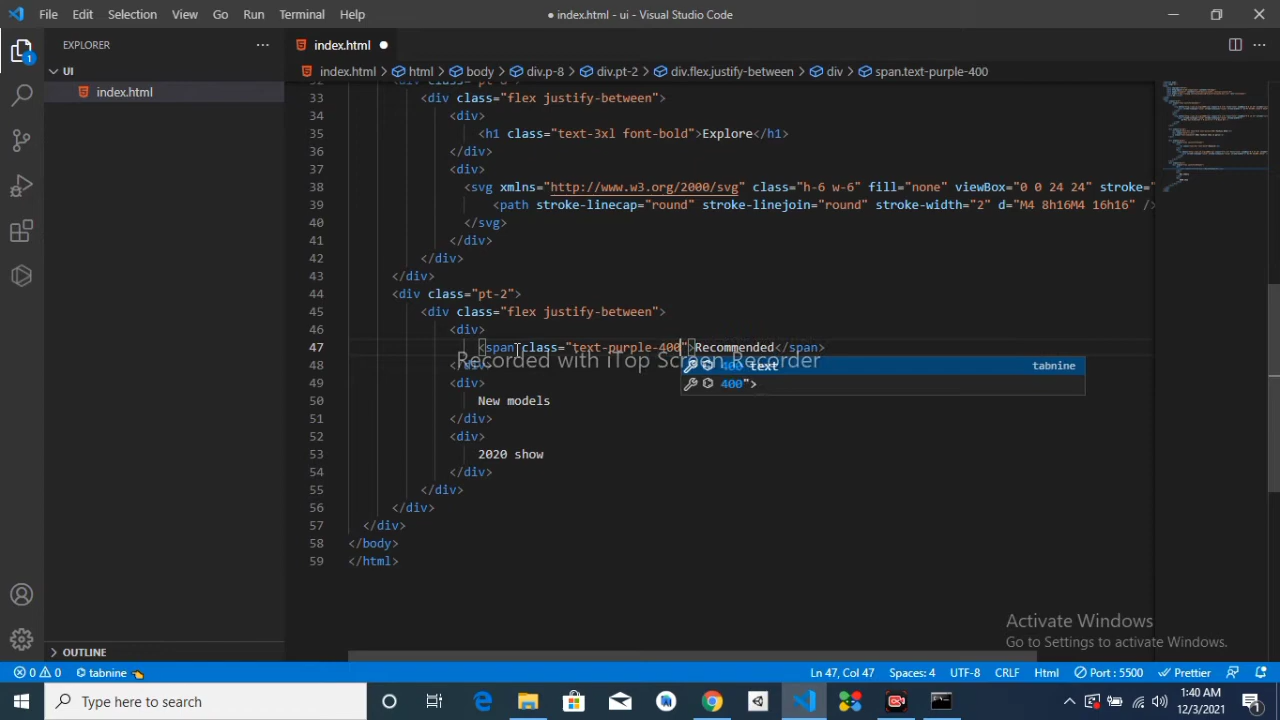 File Edit Selection View Go Run Terminal Help
● index.html - ui - Visual Studio Code
EXPLORER
index.html
index.html > html > body > div.p-8 > div.pt-2 > div.flex.justify-between > div > span.text-purple-400
UI
index.html
33 <div class="flex justify-between">
34 <div>
35 <h1 class="text-3xl font-bold">Explore</h1>
36 </div>
37 <div>
38 <svg xmlns="http://www.w3.org/2000/svg" class="h-6 w-6" fill="none" viewBox="0 0 24 24" stroke="
39 <path stroke-linecap="round" stroke-linejoin="round" stroke-width="2" d="M4 8h16M4 16h16" />
40 </svg>
41 </div>
42 </div>
43 </div>
44 <div class="pt-2">
45 <div class="flex justify-between">
46 <div>
47 <span class="text-purple-400">Recommended</span>
Recorded with iTop Screen Recorder
48 </div>
400 text tabnine
49 <div>
400">
50 New models
51 </div>
52 <div>
53 2020 show
54 </div>
55 </div>
56 </div>
57 </div>
58 </body>
59 </html>
Activate Windows
Go to Settings to activate Windows.
OUTLINE
0 0 tabnine
Ln 47, Col 47 Spaces: 4 UTF-8 CRLF Html Port : 5500 Prettier
Type here to search
1:40 AM
12/3/2021